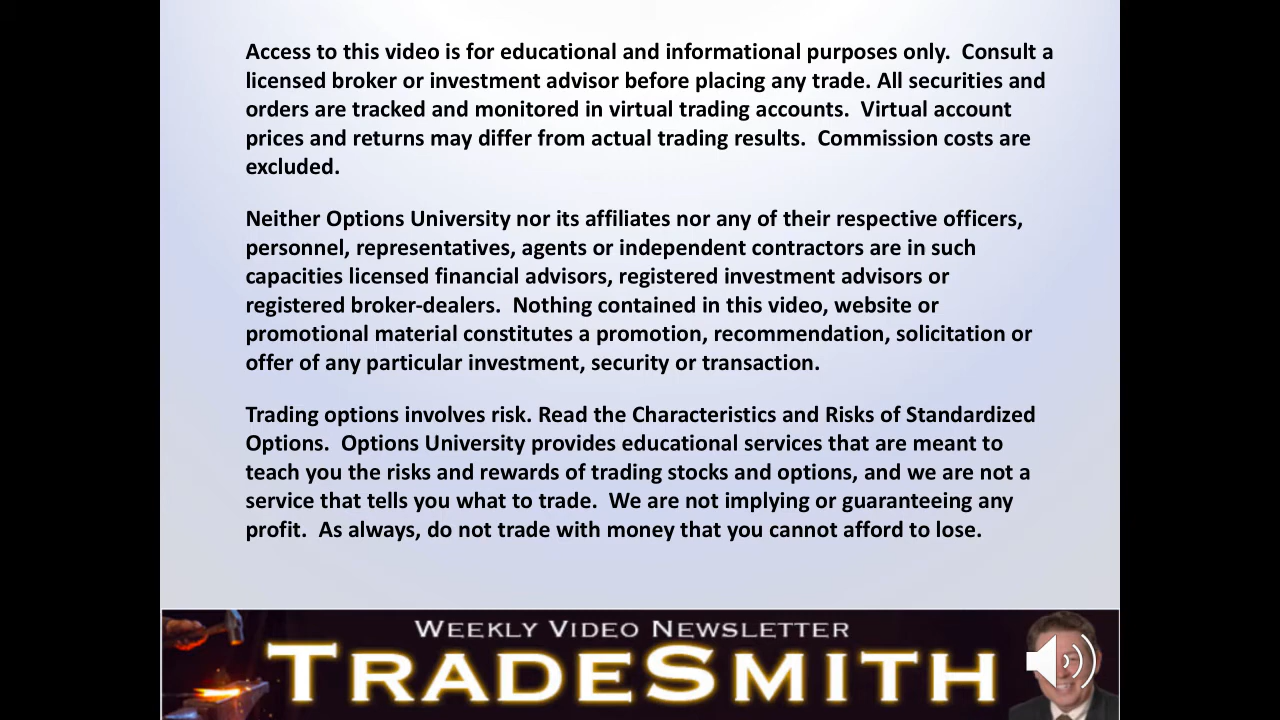 Access to this video is for educational and informational purposes only.  Consult a
licensed broker or investment advisor before placing any trade. All securities and
orders are tracked and monitored in virtual trading accounts.  Virtual account
prices and returns may differ from actual trading results.  Commission costs are
excluded.
Neither Options University nor its affiliates nor any of their respective officers,
personnel, representatives, agents or independent contractors are in such
capacities licensed financial advisors, registered investment advisors or
registered broker-dealers.  Nothing contained in this video, website or
promotional material constitutes a promotion, recommendation, solicitation or
offer of any particular investment, security or transaction.
Trading options involves risk. Read the Characteristics and Risks of Standardized
Options.  Options University provides educational services that are meant to
teach you the risks and rewards of trading stocks and options, and we are not a
service that tells you what to trade.  We are not implying or guaranteeing any
profit.  As always, do not trade with money that you cannot afford to lose.
Weekly Video Newsletter
TradeSmith